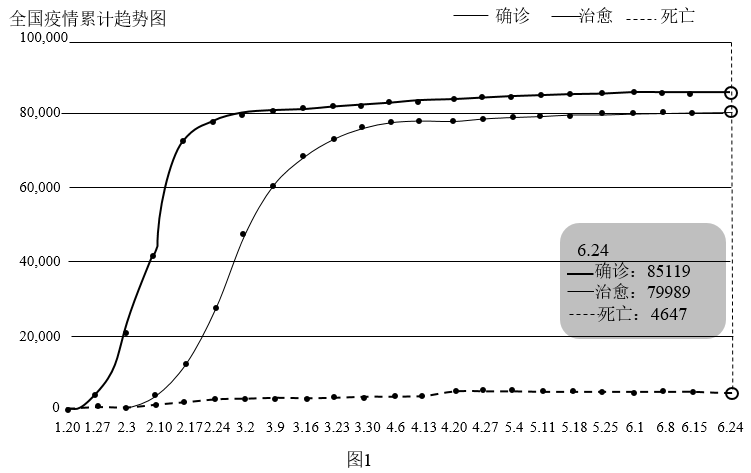 全国疫情累计趋势图
确诊 治愈 死亡
100,000
80,000
60,000
40,000
20,000
0
6.24
确诊：85119
治愈：79989
死亡：4647
1.20 1.27 2.3 2.10 2.17 2.24 3.2 3.9 3.16 3.23 3.30 4.6 4.13 4.20 4.27 5.4 5.11 5.18 5.25 6.1 6.8 6.15 6.24
图1